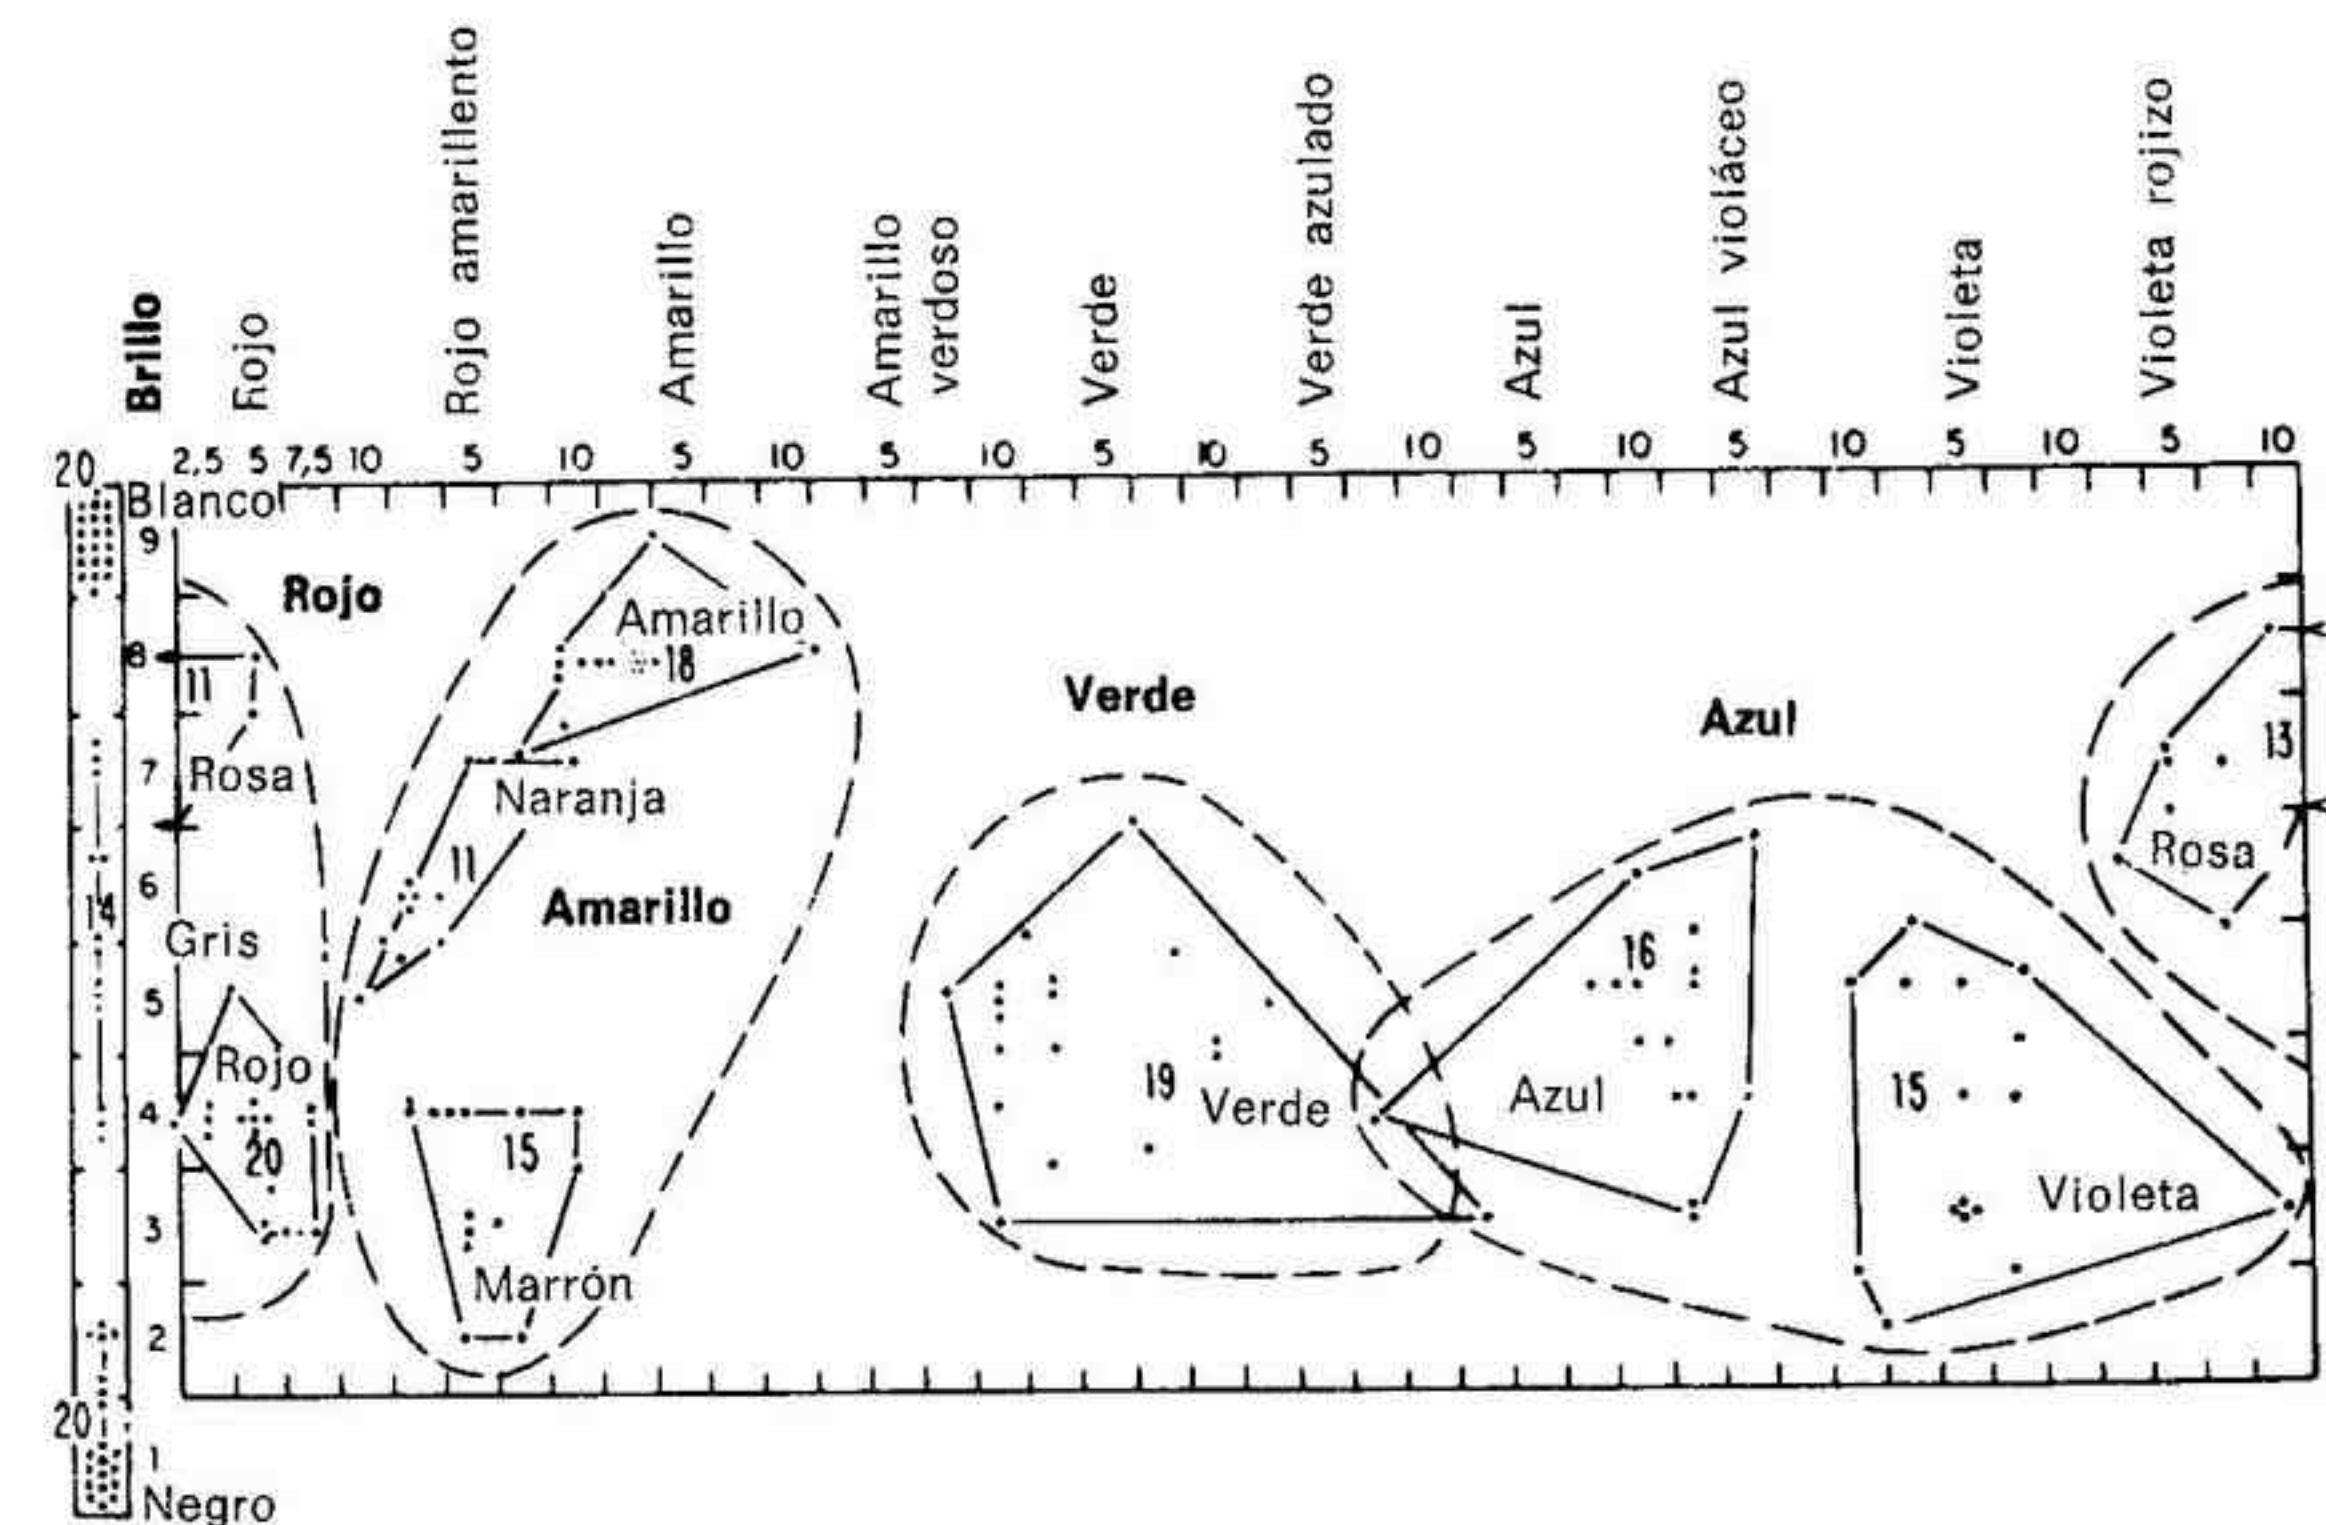 Brillo
Rojo
Rojo amarillento
Amarillo
Amarillo
verdoso
Verde
Verde azulado
Azul
Azul violáceo
Violeta
Violeta rojizo
20 2,5 5 7,5 10 5 10 5 10 5 10 5 10 5 10 5 10 5 10 5 10 5 10
Blanco
9
Rojo
Amarillo
8
18
11
Verde
Azul
13
7
Rosa
Naranja
Rosa
11
6
14
Amarillo
Gris
16
5
Rojo
19
Verde
Azul
15
4
20
15
Violeta
3
Marrón
2
20
1
Negro